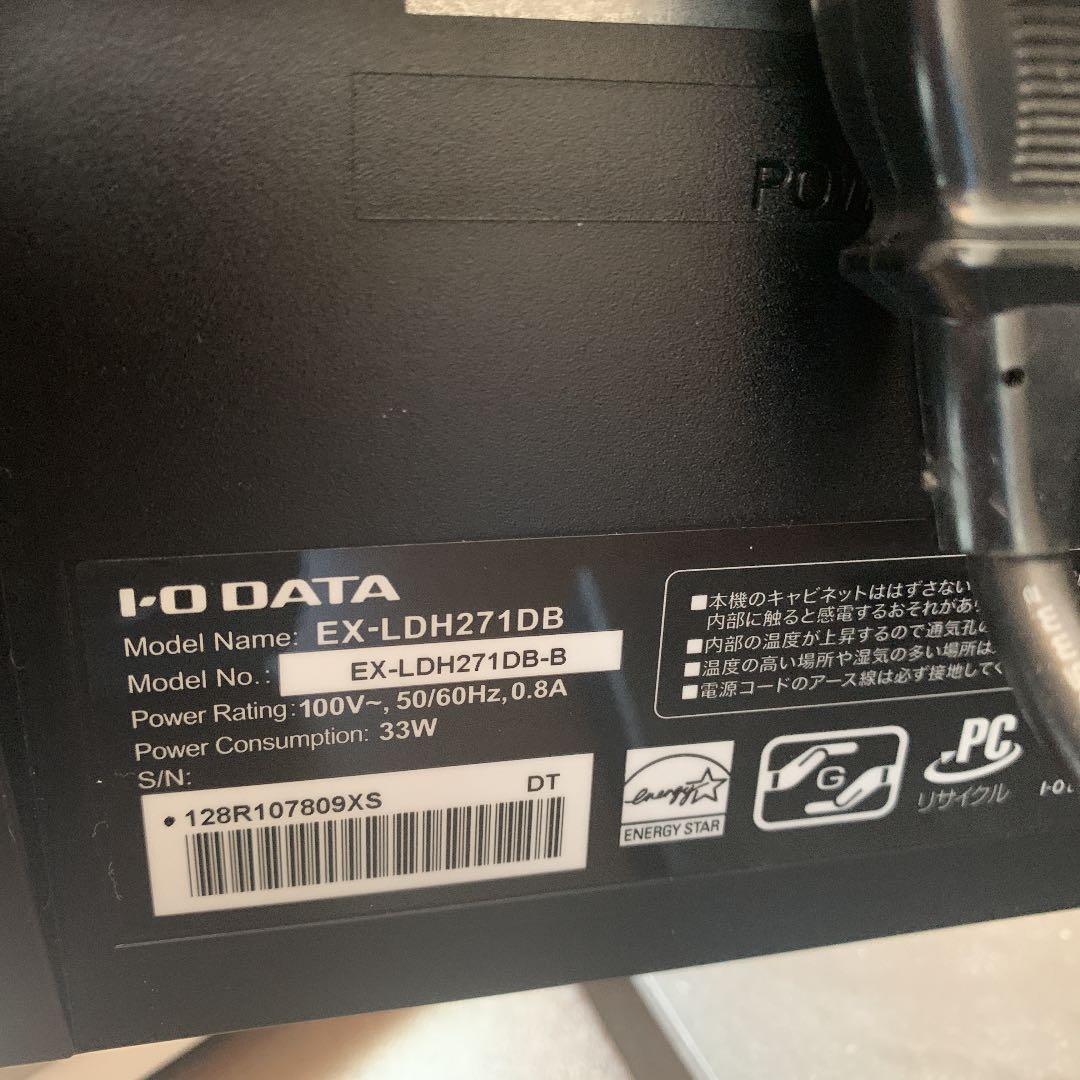 POW
I-O DATA
Model Name: EX-LDH271DB
Model No.: EX-LDH271DB-B
Power Rating: 100V~, 50/60Hz, 0.8A
Power Consumption: 33W
S/N:
• 128R107809XS DT
■本機のキャビネットははずさない
内部に触ると感電するおそれがあ
■内部の温度が上昇するので通気孔
■温度の高い場所や湿気の多い場所は
■電源コードのアース線は必ず接地して
energy
ENERGY STAR
G
PC
リサイクル
I-O